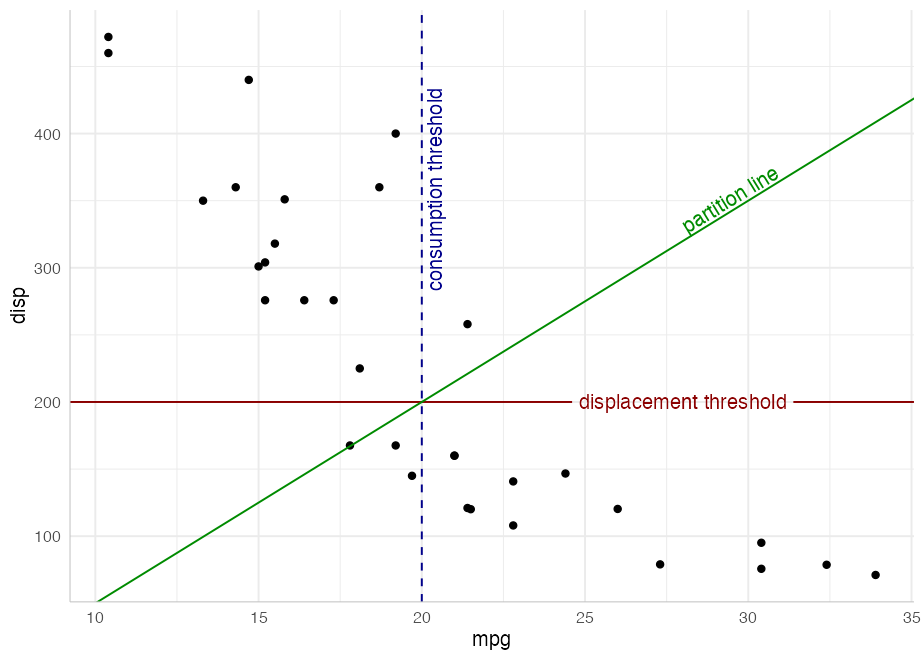 400
300
200
100
disp
consumption threshold
partition line
displacement threshold
10
15
20
25
30
35
mpg